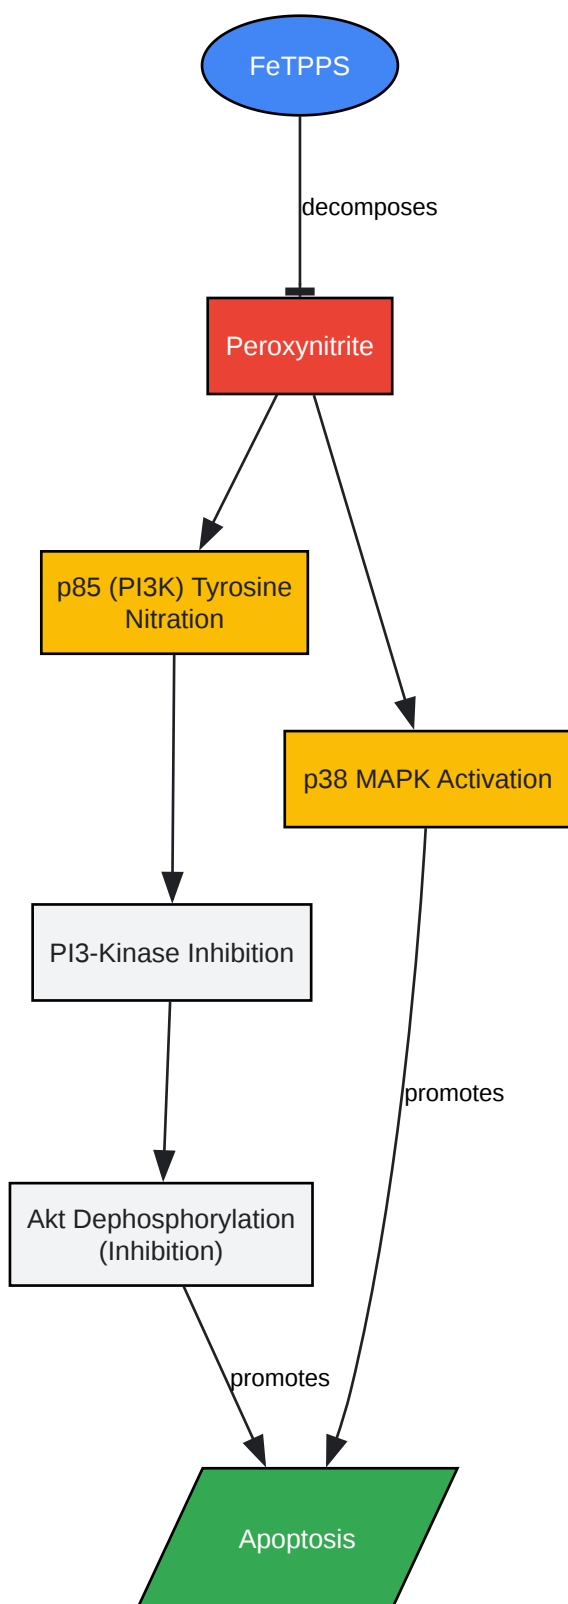 FeTPPS
decomposes
Peroxynitrite
p85 (PI3K) Tyrosine
Nitration
p38 MAPK Activation
PI3-Kinase Inhibition
promotes
Akt Dephosphorylation
(Inhibition)
promotes
Apoptosis